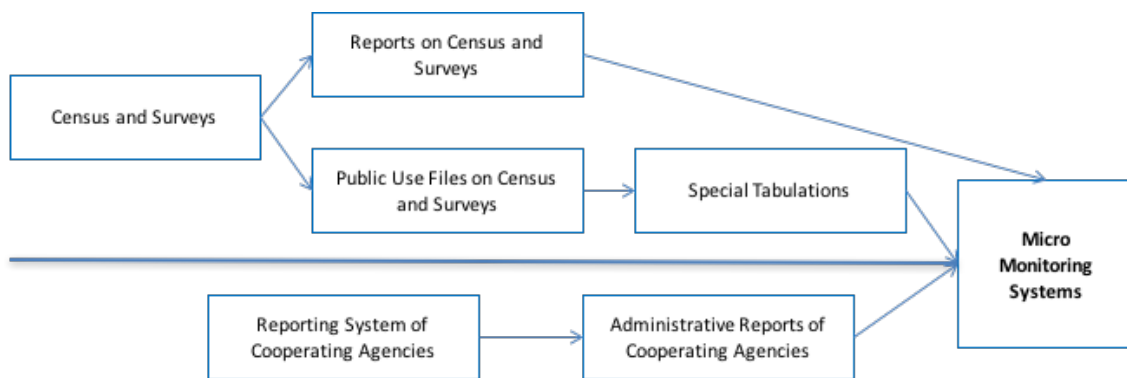 Reports on Census and
Surveys
Census and Surveys
Public Use Files on Census
and Surveys
Special Tabulations
Micro
Monitoring
Systems
Reporting System of
Cooperating Agencies
Administrative Reports of
Cooperating Agencies